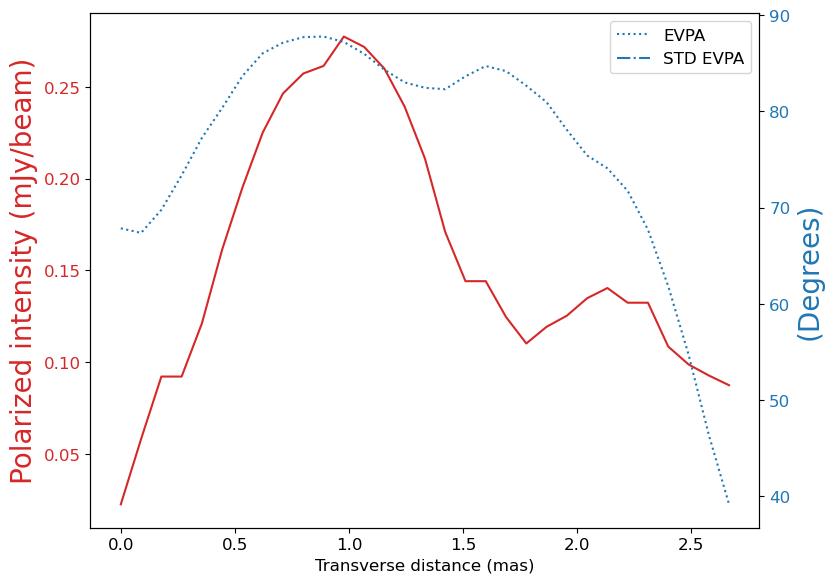 EVPA
STD EVPA
Polarized intensity (mJy/beam)
0.25
0.20
0.15
0.10
0.05
90
80
70
60
50
40
(Degrees)
0.0 0.5 1.0 1.5 2.0 2.5
Transverse distance (mas)